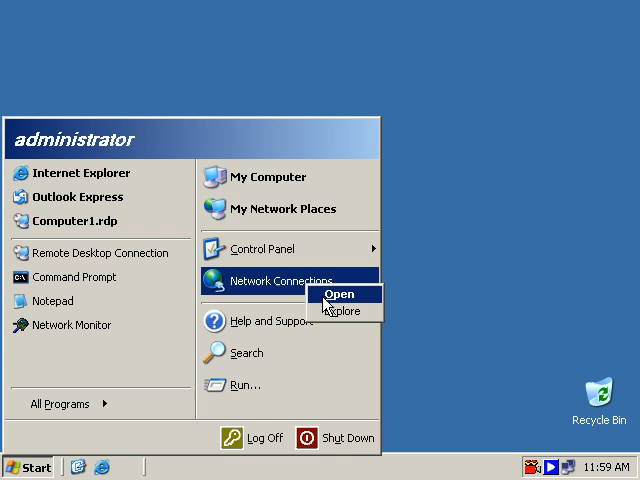 administrator
Internet Explorer
Outlook Express
Computer1.rdp
Remote Desktop Connection
Command Prompt
Notepad
Network Monitor
All Programs
My Computer
My Network Places
Control Panel
Network Connections
Open
Explore
Help and Support
Search
Run...
Log Off
Shut Down
Recycle Bin
Start
11:59 AM